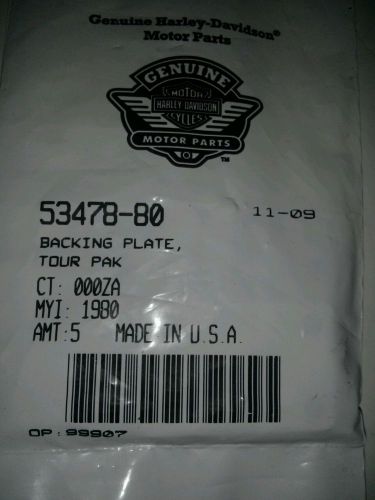 Genuine Harley-Davidson®
Motor Parts
GENUINE
MOTOR
HARLEY-DAVIDSON
CYCLES
MOTOR PARTS
™
53478-80 11-09
BACKING PLATE,
TOUR PAK
CT: 000ZA
MYI: 1980
AMT: 5 MADE IN U.S.A.
OP: 99907